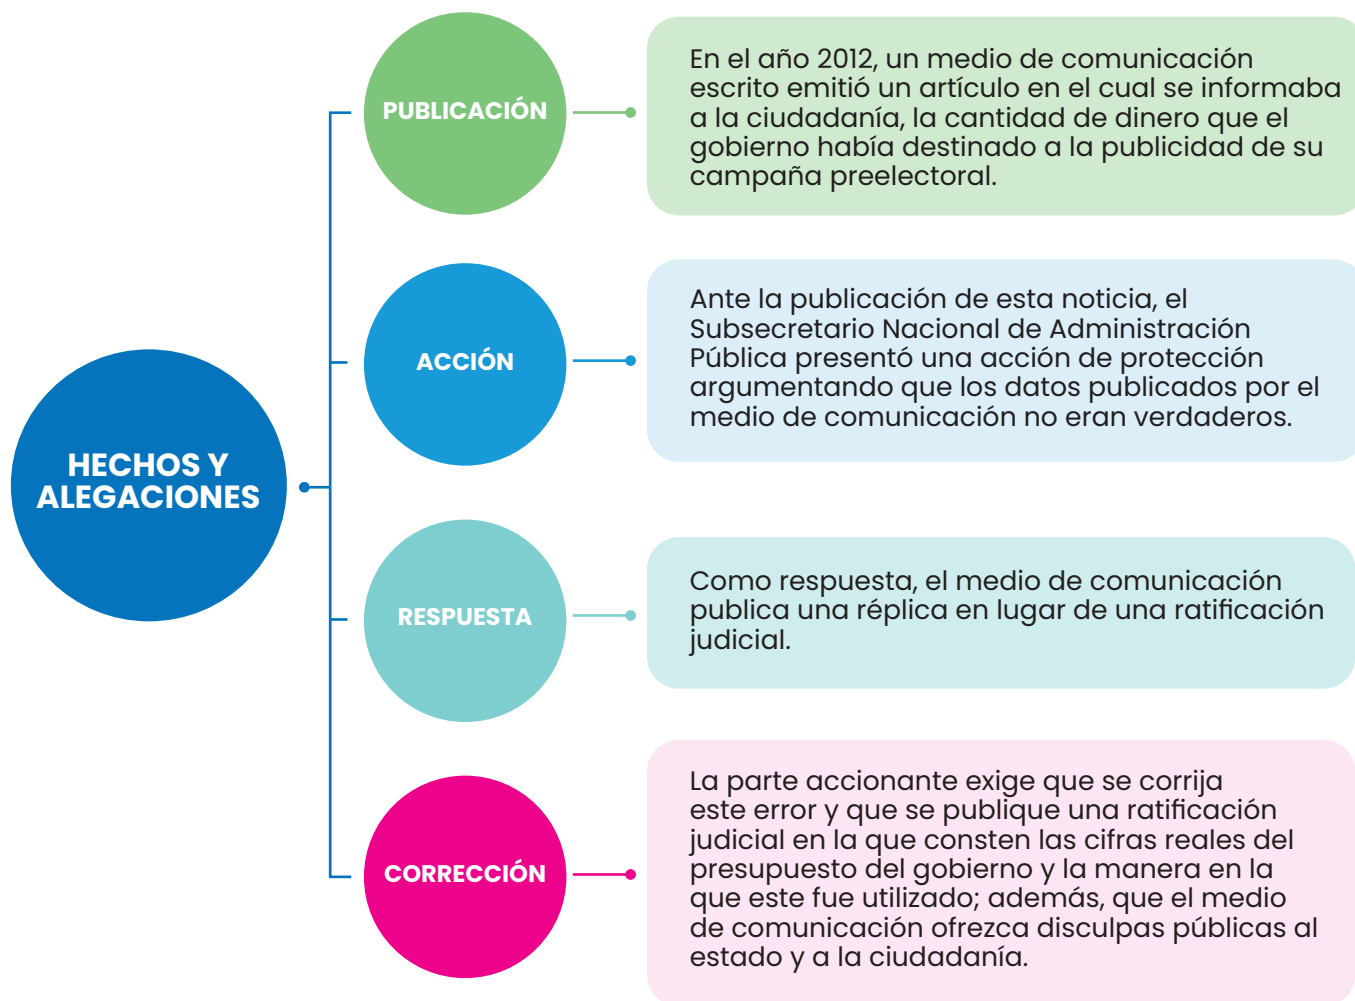 HECHOS Y
ALEGACIONES
PUBLICACIÓN
En el año 2012, un medio de comunicación
escrito emitió un artículo en el cual se informaba
a la ciudadanía, la cantidad de dinero que el
gobierno había destinado a la publicidad de su
campaña preelectoral.
ACCIÓN
Ante la publicación de esta noticia, el
Subsecretario Nacional de Administración
Pública presentó una acción de protección
argumentando que los datos publicados por el
medio de comunicación no eran verdaderos.
RESPUESTA
Como respuesta, el medio de comunicación
publica una réplica en lugar de una ratificación
judicial.
CORRECCIÓN
La parte accionante exige que se corrija
este error y que se publique una ratificación
judicial en la que consten las cifras reales del
presupuesto del gobierno y la manera en la
que este fue utilizado; además, que el medio
de comunicación ofrezca disculpas públicas al
estado y a la ciudadanía.